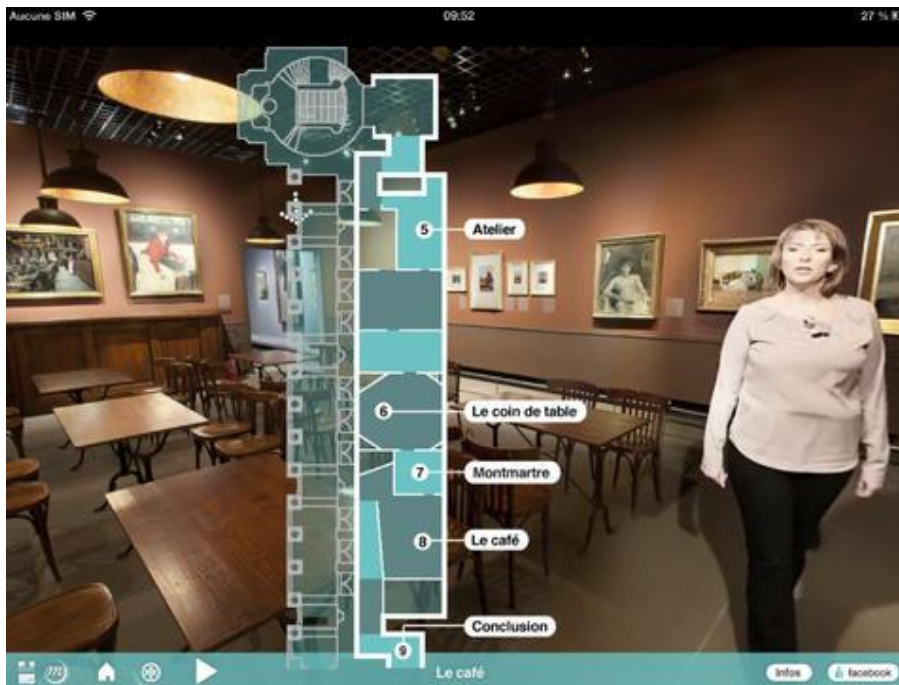 Aucune SIM
09:52
27 %
5 Atelier
6 Le coin de table
7 Montmartre
8 Le café
Conclusion
9
m
Le café
Infos
facebook